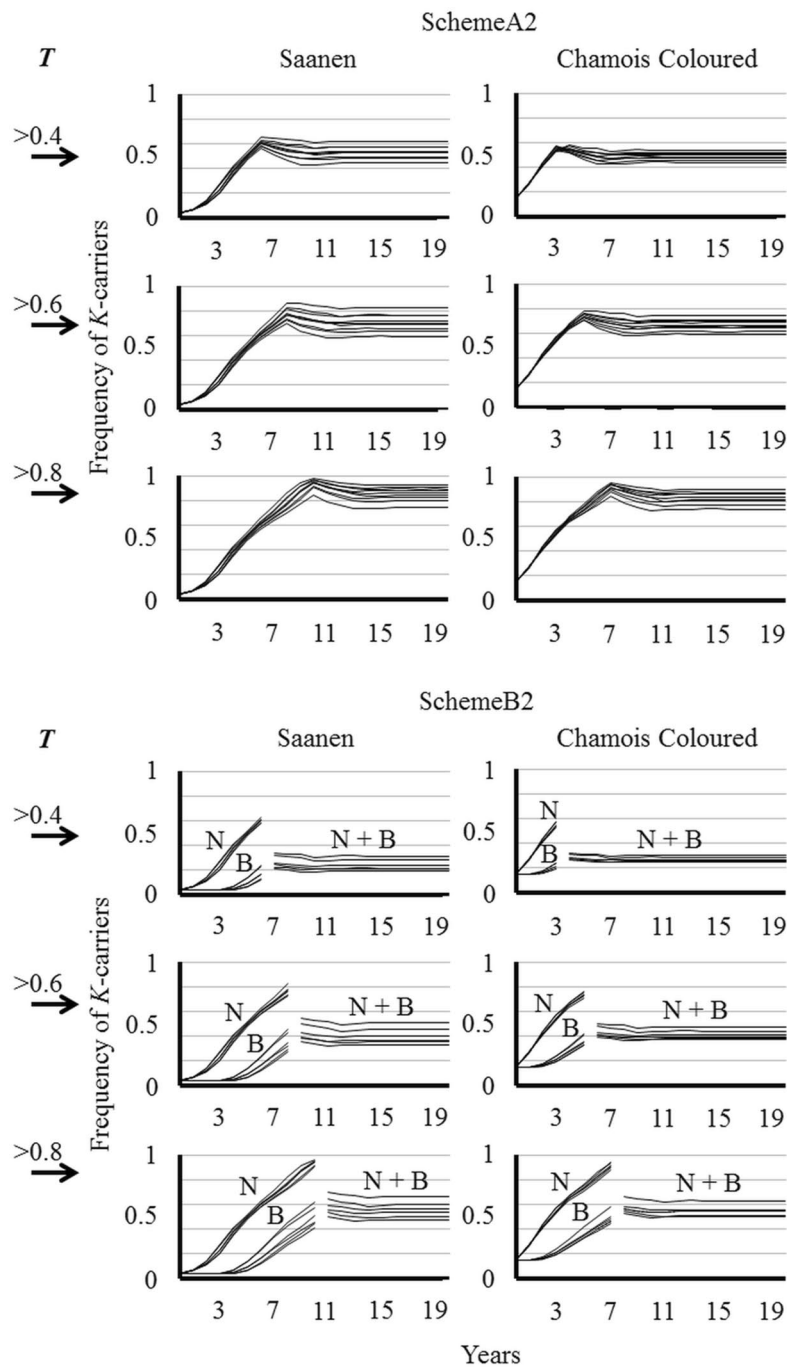 SchemeA2
T Saanen Chamois Coloured
>0.4
1 1
0.5 0.5
0 0
3 7 11 15 19 3 7 11 15 19
>0.6
1 1
0.5 0.5
0 0
3 7 11 15 19 3 7 11 15 19
>0.8
1 1
0.5 0.5
0 0
3 7 11 15 19 3 7 11 15 19
Frequency of K-carriers
SchemeB2
T Saanen Chamois Coloured
>0.4
1 1
N N
0.5 N + B 0.5 N + B
B B
0 0
3 7 11 15 19 3 7 11 15 19
>0.6
1 1
N N + B N N + B
0.5 0.5
B B
0 0
3 7 11 15 19 3 7 11 15 19
>0.8
1 1
N N + B N N + B
0.5 B 0.5 B
0 0
3 7 11 15 19 3 7 11 15 19
Frequency of K-carriers
Years